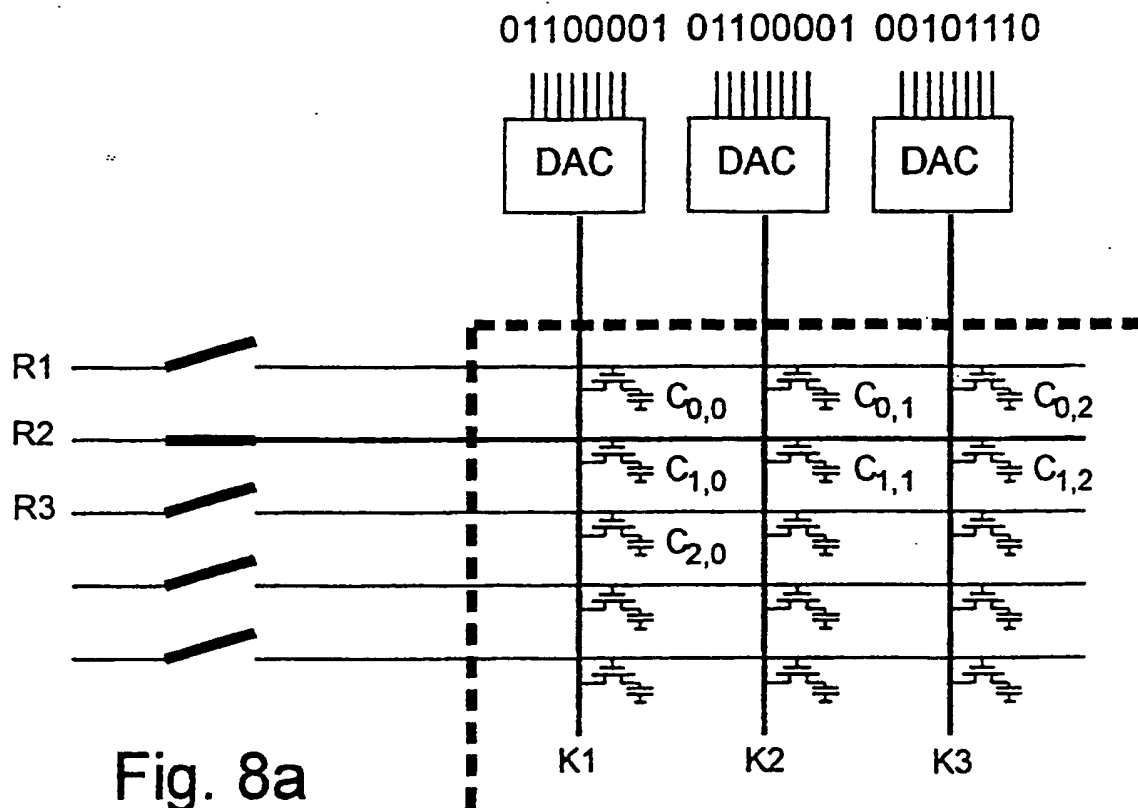 01100001 01100001 00101110
DAC DAC DAC
R1
C0,0 C0,1 C0,2
R2
C1,0 C1,1 C1,2
R3
C2,0
K1 K2 K3
Fig. 8a